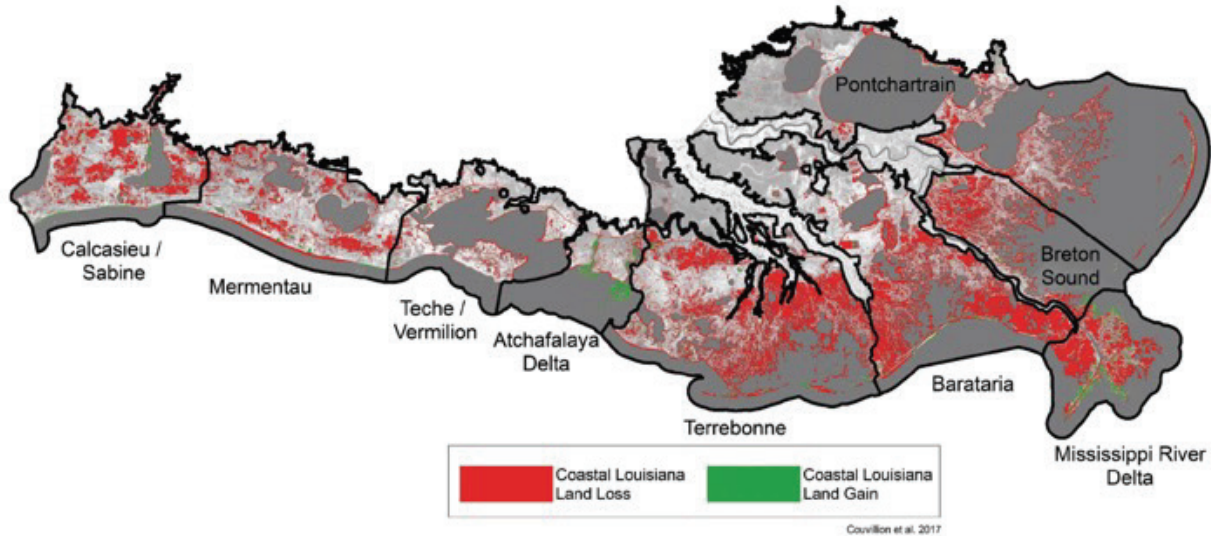 Pontchartrain
Calcasieu /
Sabine
Mermentau
Teche /
Vermilion
Atchafalaya
Delta
Terrebonne
Barataria
Breton
Sound
Mississippi River
Delta
Coastal Louisiana
Land Loss
Coastal Louisiana
Land Gain
Couvillion et al. 2017